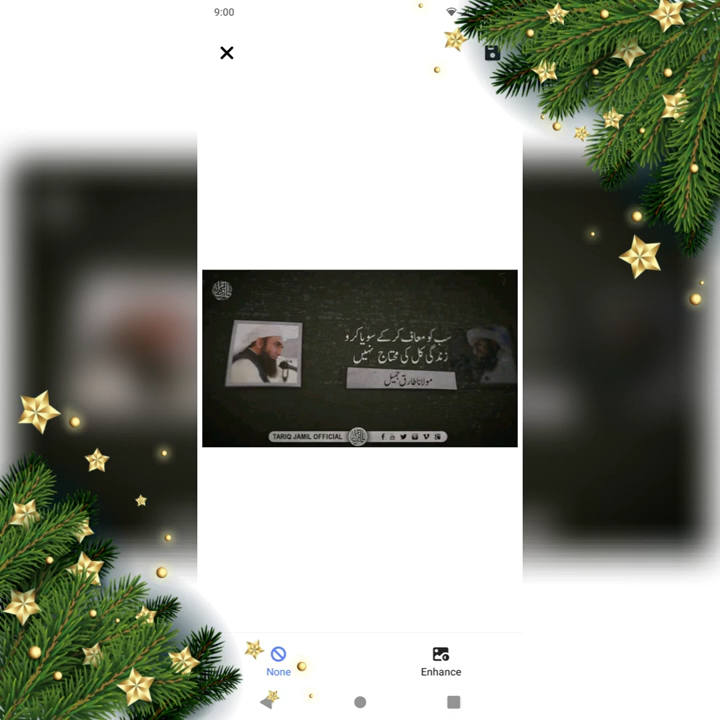 9:00
سب کو معاف کر کے سویا کرو
زندگی کل کی محتاج نہیں
مولانا طارق جمیل
TARIQ JAMIL OFFICIAL
None
Enhance